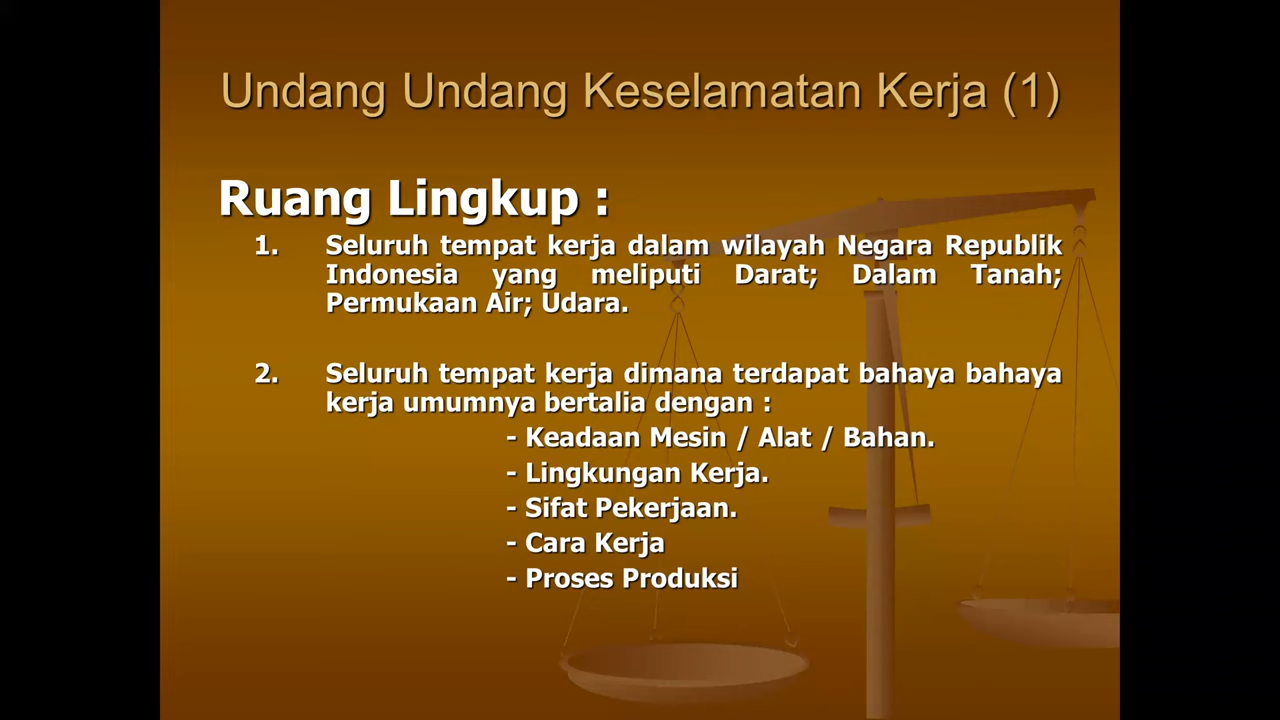 Undang Undang Keselamatan Kerja (1)
Ruang Lingkup :
1. Seluruh tempat kerja dalam wilayah Negara Republik
Indonesia yang meliputi Darat; Dalam Tanah;
Permukaan Air; Udara.
2. Seluruh tempat kerja dimana terdapat bahaya bahaya
kerja umumnya bertalia dengan :
- Keadaan Mesin / Alat / Bahan.
- Lingkungan Kerja.
- Sifat Pekerjaan.
- Cara Kerja
- Proses Produksi